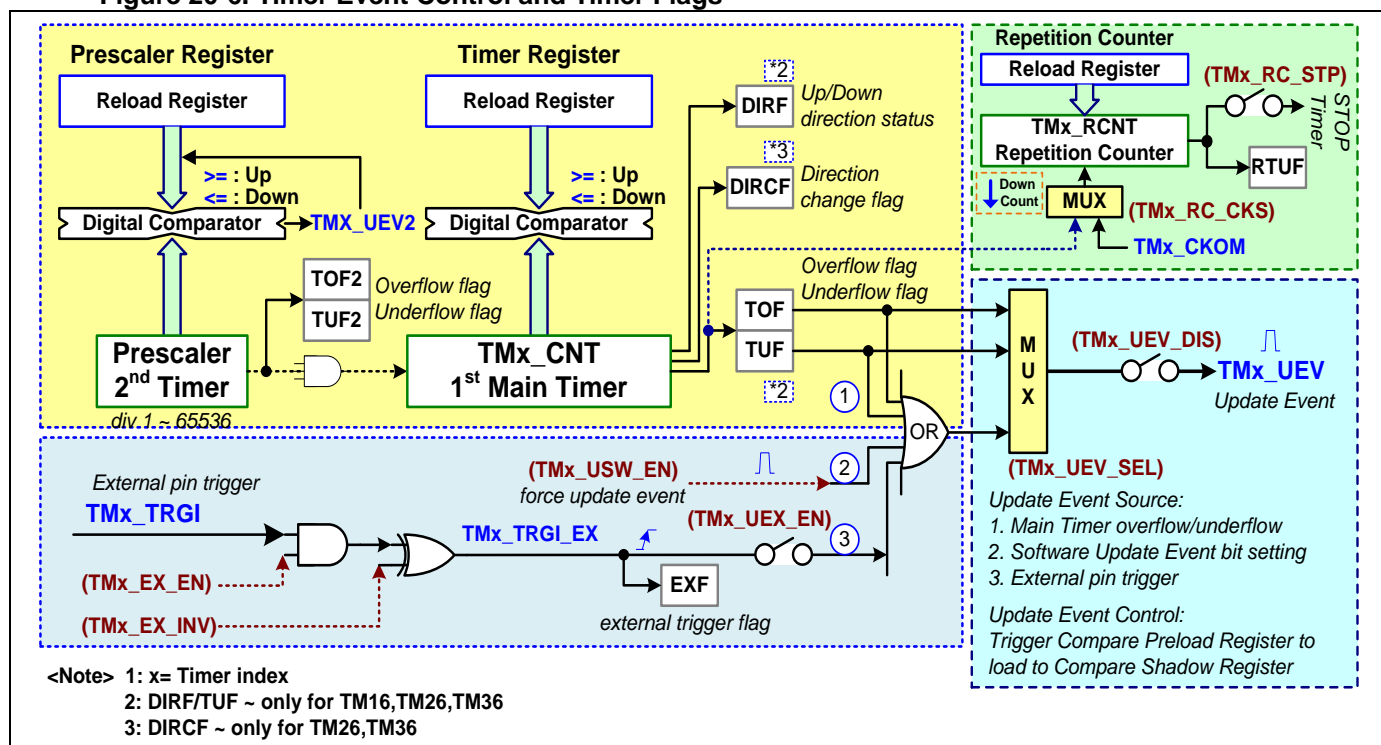 Figure 20-6. Timer Event Control and Timer Flags
Prescaler Register
Reload Register
>= : Up
<= : Down
Digital Comparator
TMX_UEV2
TOF2
TUF2
Overflow flag
Underflow flag
Prescaler
2nd Timer
div 1 ~ 65536
Timer Register
Reload Register
>= : Up
<= : Down
Digital Comparator
TMx_CNT
1st Main Timer
*2
DIRF
Up/Down
direction status
*3
DIRCF
Direction
change flag
Overflow flag
Underflow flag
TOF
TUF
*2
1
OR
Repetition Counter
Reload Register
TMx_RCNT
Repetition Counter
(TMx_RC_STP)
STOP
Timer
RTUF
Down
Count
MUX
(TMx_RC_CKS)
TMx_CKOM
MUX
(TMx_UEV_DIS)
TMx_UEV
Update Event
(TMx_UEV_SEL)
Update Event Source:
1. Main Timer overflow/underflow
2. Software Update Event bit setting
3. External pin trigger
Update Event Control:
Trigger Compare Preload Register to
load to Compare Shadow Register
External pin trigger
TMx_TRGI
(TMx_EX_EN)
(TMx_EX_INV)
TMx_TRGI_EX
EXF
external trigger flag
(TMx_USW_EN)
force update event
2
(TMx_UEX_EN)
3
<Note> 1: x= Timer index
2: DIRF/TUF ~ only for TM16,TM26,TM36
3: DIRCF ~ only for TM26,TM36